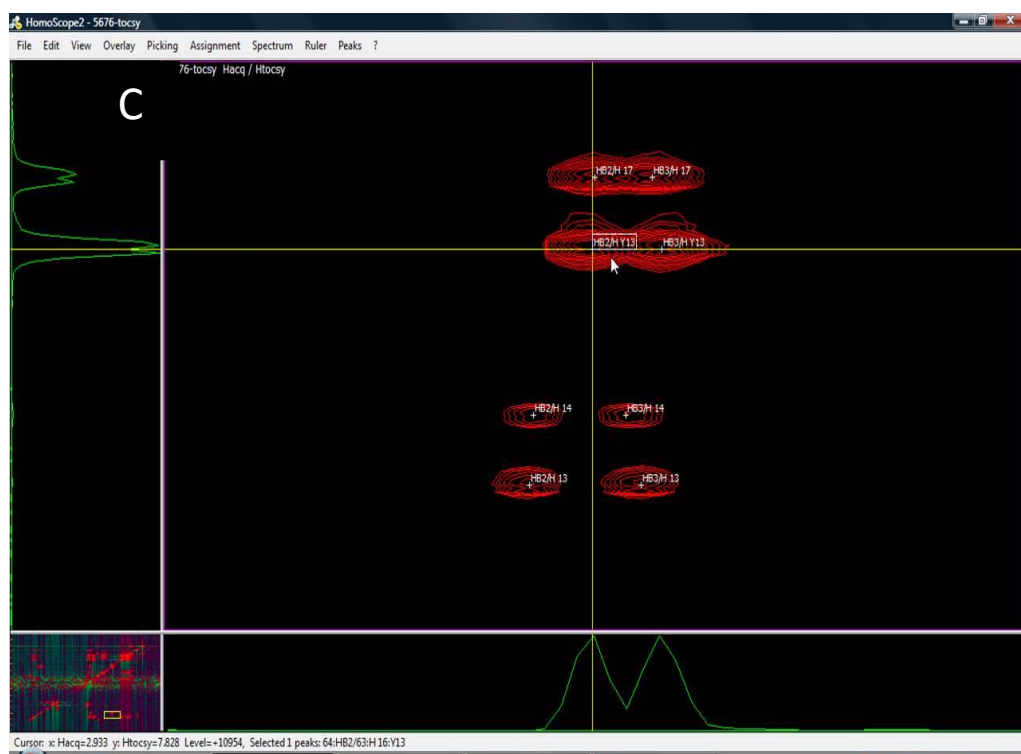 HomoScope2 - 5676-tocsy
File Edit View Overlay Picking Assignment Spectrum Ruler Peaks ?
76-tocsy Hacq / Htocsy
C
HB2/H 17 HB3/H 17
HB2/H Y13 HB3/H Y13
HB2/H 14 HB3/H 14
HB2/H 13 HB3/H 13
Cursor: x: Hacq=2.933 y: Htocsy=7.828 Level=+10954, Selected 1 peaks: 64:HB2/63:H 16:Y13